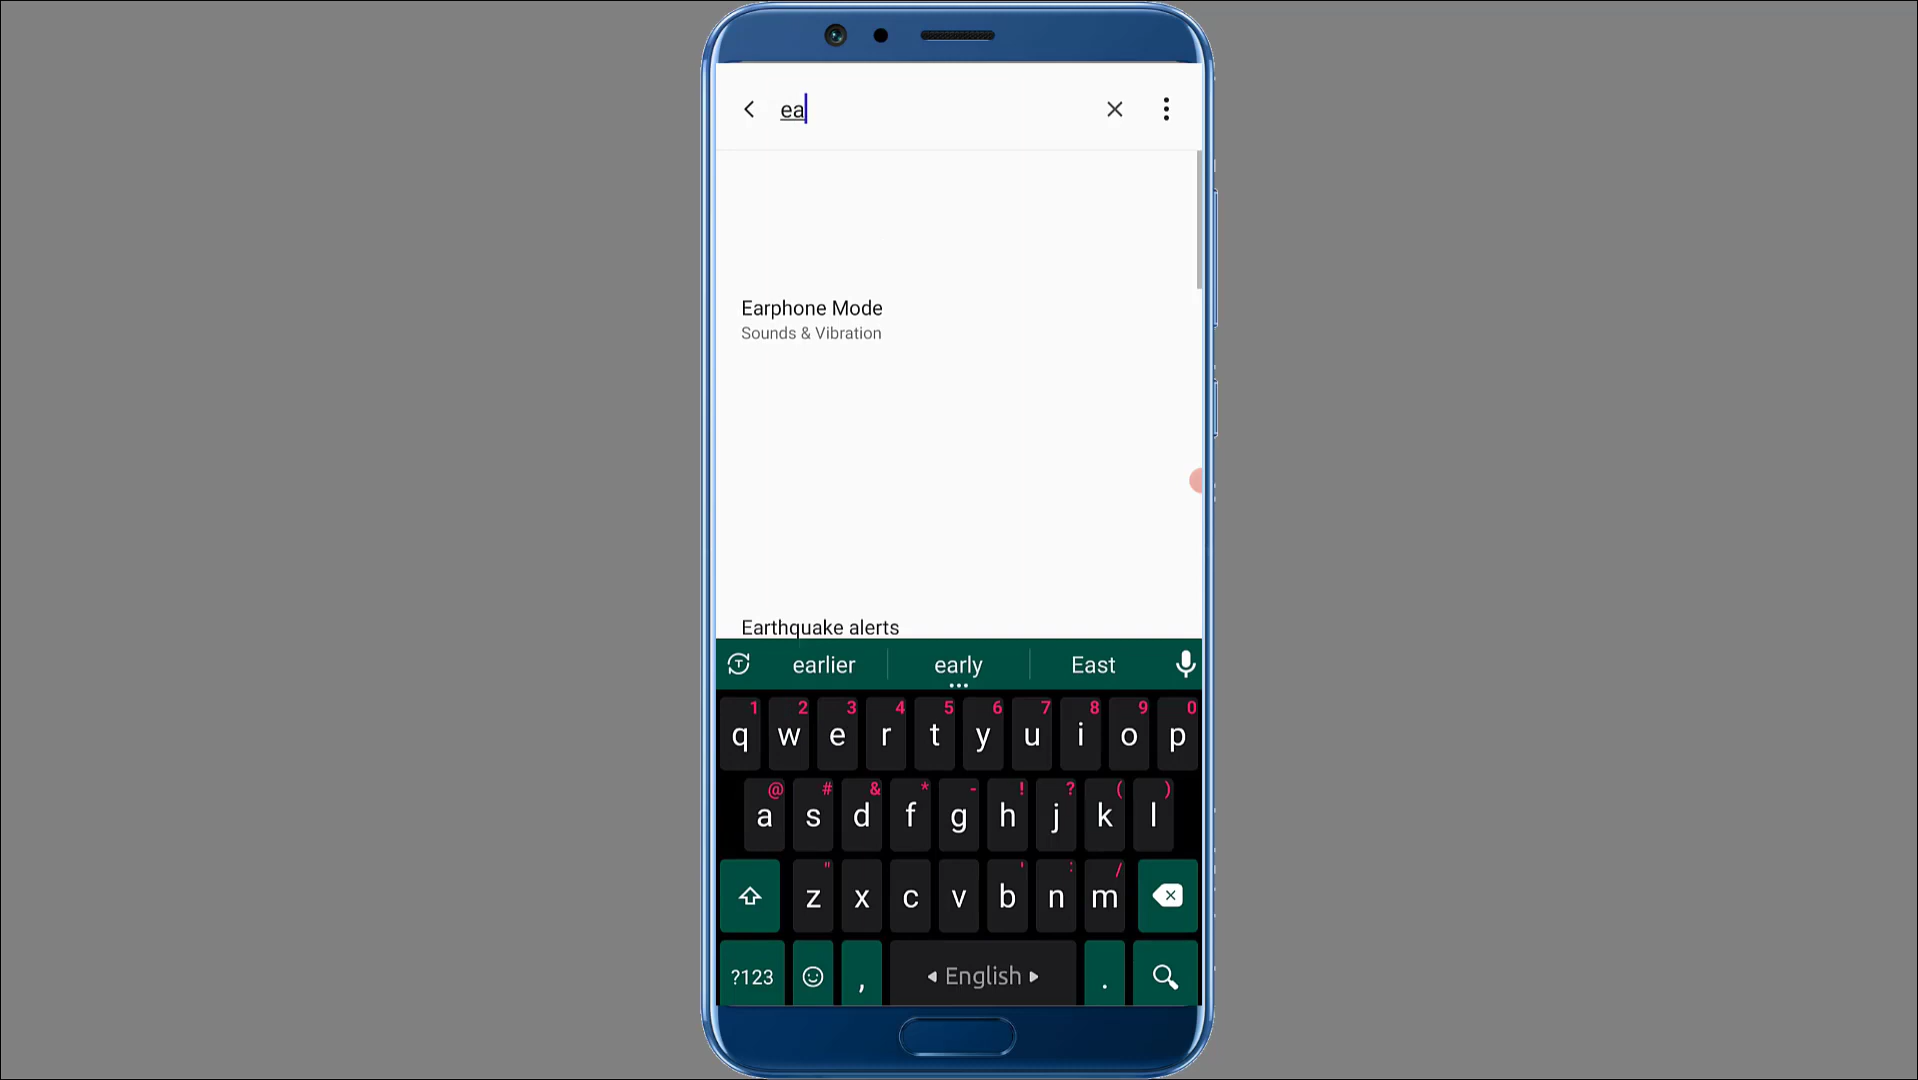 ea
Earphone Mode
Sounds & Vibration
Earthquake alerts
earlier early East
1 2 3 4 5 6 7 8 9 0
q w e r t y u i o p
@ # & * - ! ? ( )
a s d f g h j k l
" ' : /
z x c v b n m
?123 , English .